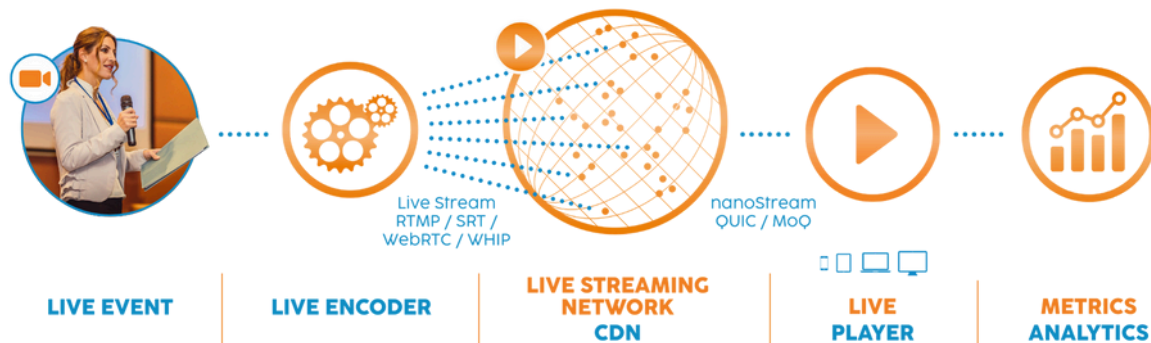 Live Stream
RTMP / SRT /
WebRTC / WHIP
nanoStream
QUIC / MoQ
LIVE EVENT
LIVE ENCODER
LIVE STREAMING
NETWORK
CDN
LIVE
PLAYER
METRICS
ANALYTICS